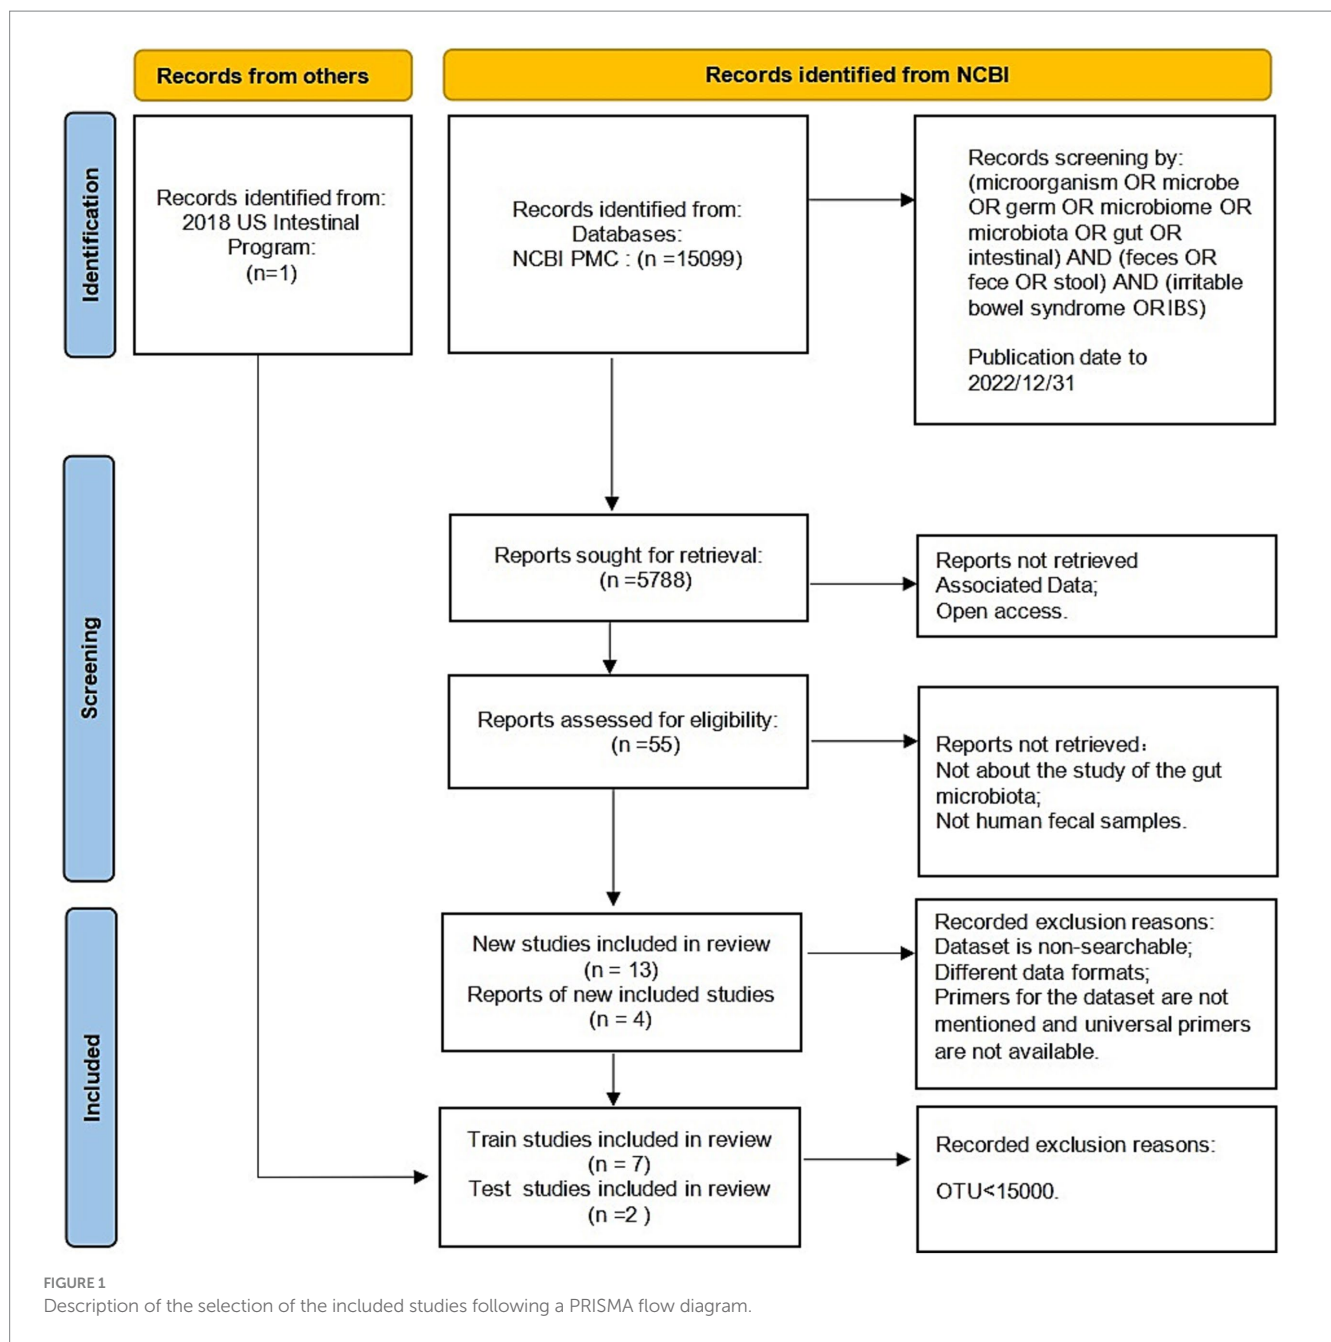 Records from others
Records identified from NCBI
Identification
Records identified from:
2018 US Intestinal
Program:
(n=1)
Records identified from:
Databases:
NCBI PMC : (n =15099)
Records screening by:
(microorganism OR microbe
OR germ OR microbiome OR
microbiota OR gut OR
intestinal) AND (feces OR
fece OR stool) AND (irritable
bowel syndrome ORIBS)
Publication date to
2022/12/31
Screening
Reports sought for retrieval:
(n =5788)
Reports not retrieved
Associated Data;
Open access.
Reports assessed for eligibility:
(n =55)
Reports not retrieved：
Not about the study of the gut
microbiota;
Not human fecal samples.
Included
New studies included in review
(n = 13)
Reports of new included studies
(n = 4)
Recorded exclusion reasons:
Dataset is non-searchable;
Different data formats;
Primers for the dataset are not
mentioned and universal primers
are not available.
Train studies included in review
(n = 7)
Test studies included in review
(n =2 )
Recorded exclusion reasons:
OTU<15000.
FIGURE 1
Description of the selection of the included studies following a PRISMA flow diagram.